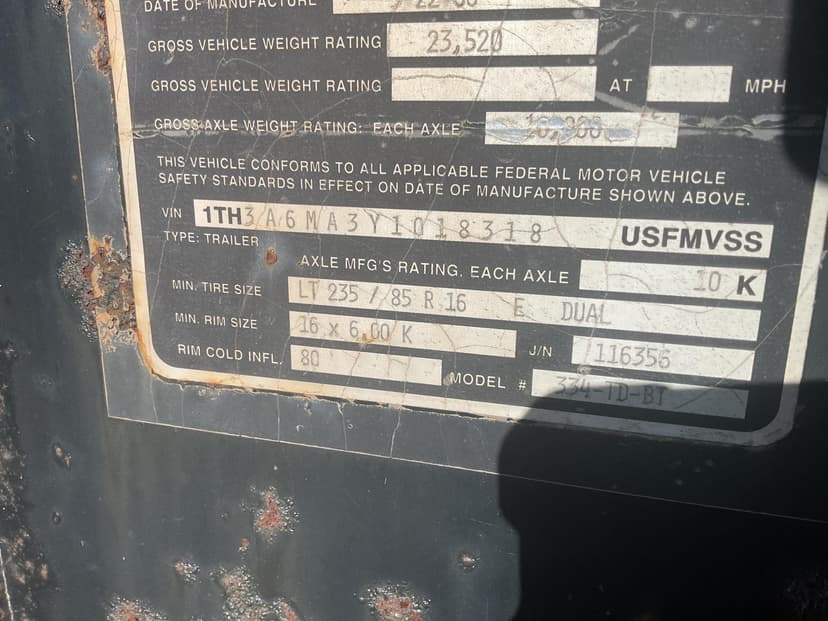 DATE OF MANUFACTURE
GROSS VEHICLE WEIGHT RATING 23,520
GROSS VEHICLE WEIGHT RATING AT MPH
GROSS AXLE WEIGHT RATING: EACH AXLE
THIS VEHICLE CONFORMS TO ALL APPLICABLE FEDERAL MOTOR VEHICLE
SAFETY STANDARDS IN EFFECT ON DATE OF MANUFACTURE SHOWN ABOVE.
VIN 1TH3A6MA3Y1018318 USFMVSS
TYPE: TRAILER
AXLE MFG'S RATING. EACH AXLE 10 K
MIN. TIRE SIZE LT 235 / 85 R 16 E DUAL
MIN. RIM SIZE 16 x 6.00 K
J/N 116356
RIM COLD INFL. 80
MODEL # 334-TD-BT